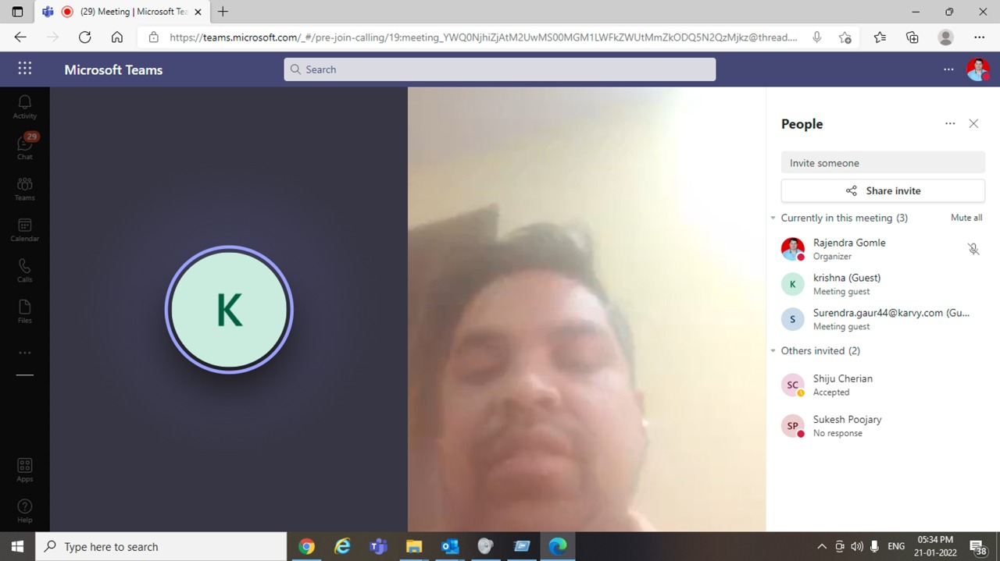 (29) Meeting | Microsoft Tea
https://teams.microsoft.com/_#/pre-join-calling/19:meeting_YWQ0NjhiZjAtM2UwMS00MGM1LWFkZWUtMmZkODQ5N2QzMjkz@thread....
Microsoft Teams
Search
Activity
29
Chat
Teams
Calendar
Calls
Files
Apps
Help
K
People
Invite someone
Share invite
Currently in this meeting (3)
Mute all
Rajendra Gomle
Organizer
K
krishna (Guest)
Meeting guest
S
Surendra.gaur44@karvy.com (Gu...
Meeting guest
Others invited (2)
SC
Shiju Cherian
Accepted
SP
Sukesh Poojary
No response
Type here to search
ENG
05:34 PM
21-01-2022
38